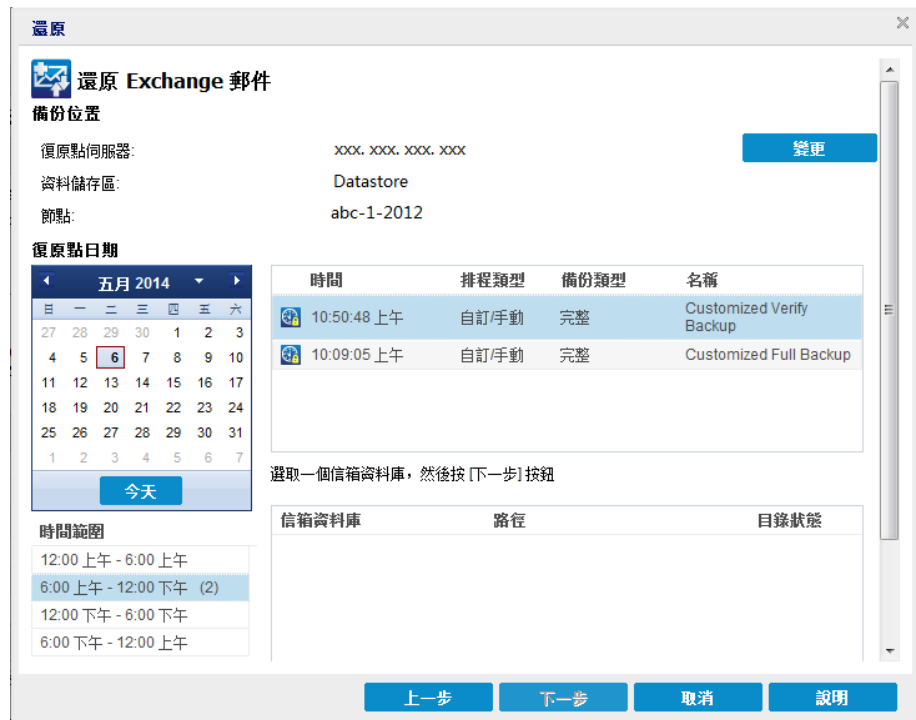 還原
還原 Exchange 郵件
備份位置
復原點伺服器: xxx. xxx. xxx. xxx
變更
資料儲存區: Datastore
節點: abc-1-2012
復原點日期
五月 2014
日 一 二 三 四 五 六
27 28 29 30 1 2 3
4 5 6 7 8 9 10
11 12 13 14 15 16 17
18 19 20 21 22 23 24
25 26 27 28 29 30 31
1 2 3 4 5 6 7
今天
時間範圍
12:00 上午 - 6:00 上午
6:00 上午 - 12:00 下午 (2)
12:00 下午 - 6:00 下午
6:00 下午 - 12:00 上午
時間 排程類型 備份類型 名稱
10:50:48 上午 自訂/手動 完整 Customized Verify
Backup
10:09:05 上午 自訂/手動 完整 Customized Full Backup
選取一個信箱資料庫，然後按 [下一步] 按鈕
信箱資料庫 路徑 目錄狀態
上一步 下一步 取消 說明